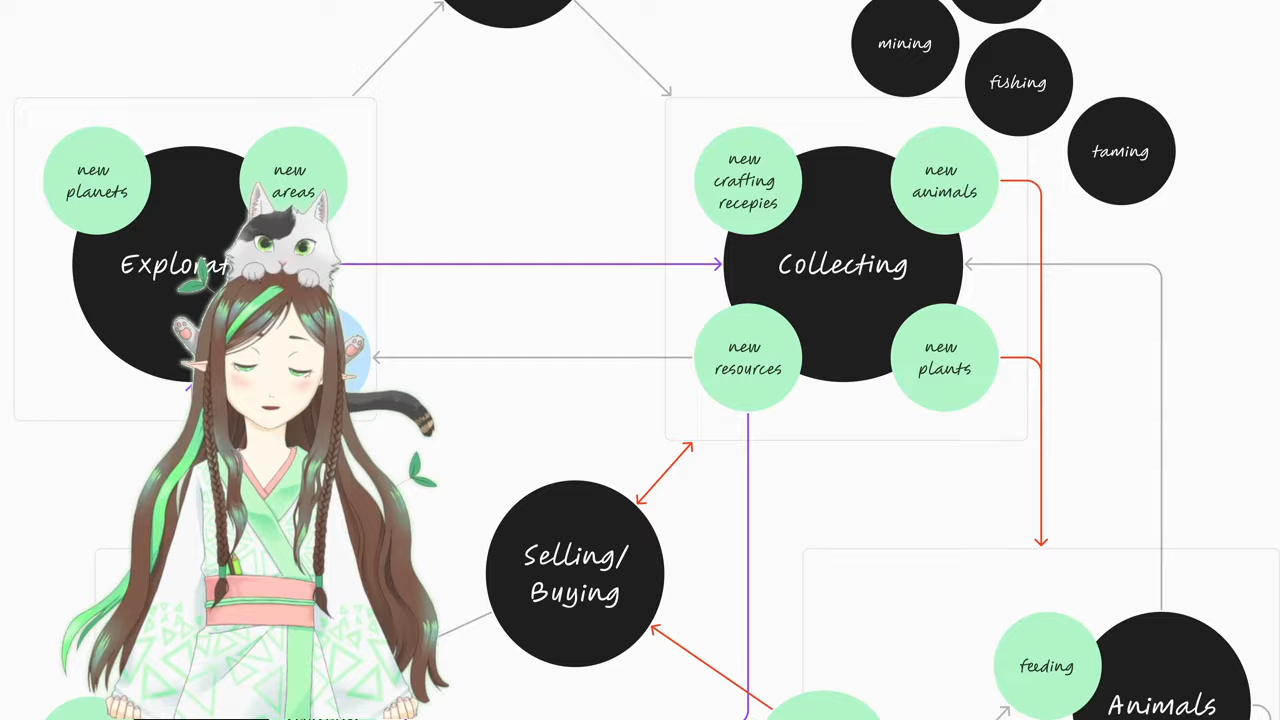 mining
fishing
taming
new
planets
new
areas
new
crafting
recepies
new
animals
Collecting
new
resources
new
plants
Selling/
Buying
feeding
Animals